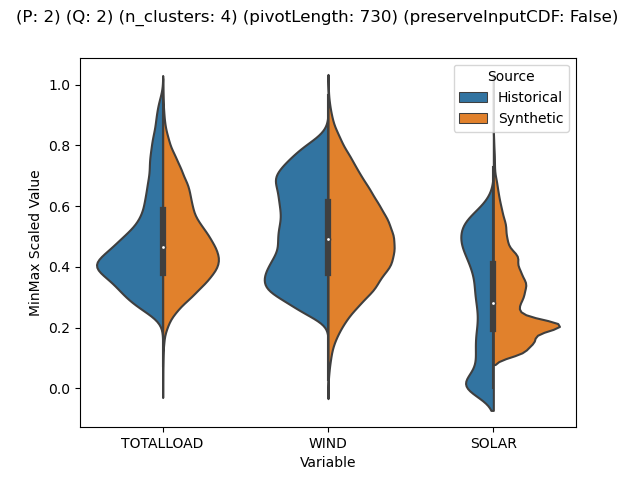 (P: 2) (Q: 2) (n_clusters: 4) (pivotLength: 730) (preserveInputCDF: False)
Source
Historical
Synthetic
MinMax Scaled Value
1.0
0.8
0.6
0.4
0.2
0.0
TOTALLOAD WIND SOLAR
Variable